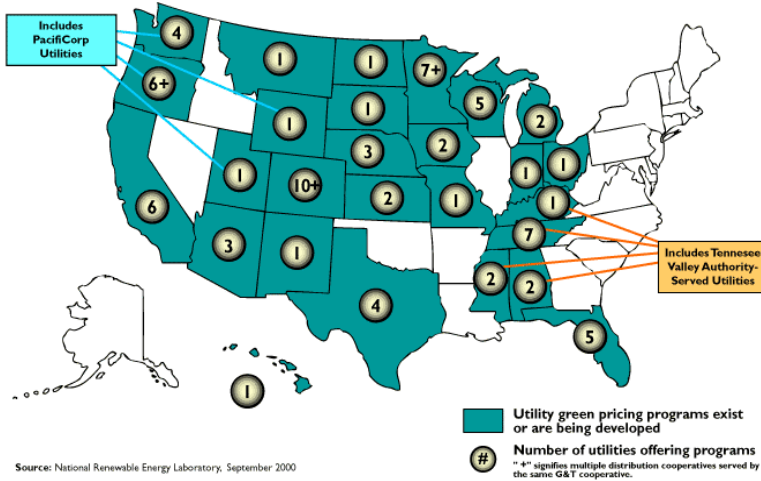 Includes
PacifiCorp
Utilities
4
6+
1
1
7+
5
2
1
1
3
2
1
10+
2
1
1
1
1
6
3
1
7
2
2
4
5
1
Includes Tennesee
Valley Authority-
Served Utilities
Utility green pricing programs exist
or are being developed
#
Number of utilities offering programs
"+" signifies multiple distribution cooperatives served by
the same G&T cooperative.
Source: National Renewable Energy Laboratory, September 2000